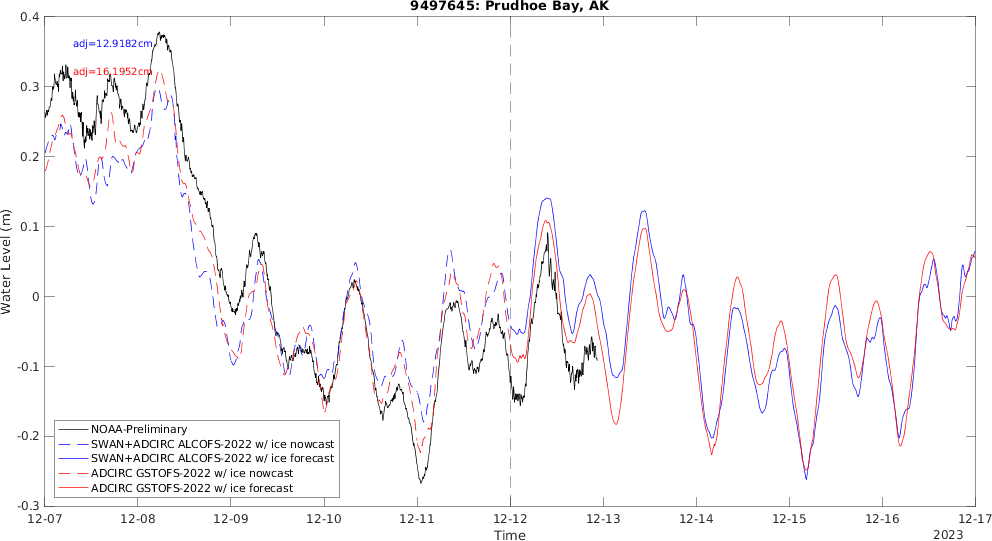 9497645: Prudhoe Bay, AK
adj=12.9182cm
adj=16.1952cm
0.4
0.3
0.2
0.1
0
-0.1
-0.2
-0.3
Water Level (m)
NOAA-Preliminary
SWAN+ADCIRC ALCOFS-2022 w/ ice nowcast
SWAN+ADCIRC ALCOFS-2022 w/ ice forecast
ADCIRC GSTOFS-2022 w/ ice nowcast
ADCIRC GSTOFS-2022 w/ ice forecast
12-07 12-08 12-09 12-10 12-11 12-12 12-13 12-14 12-15 12-16 12-17
Time
2023